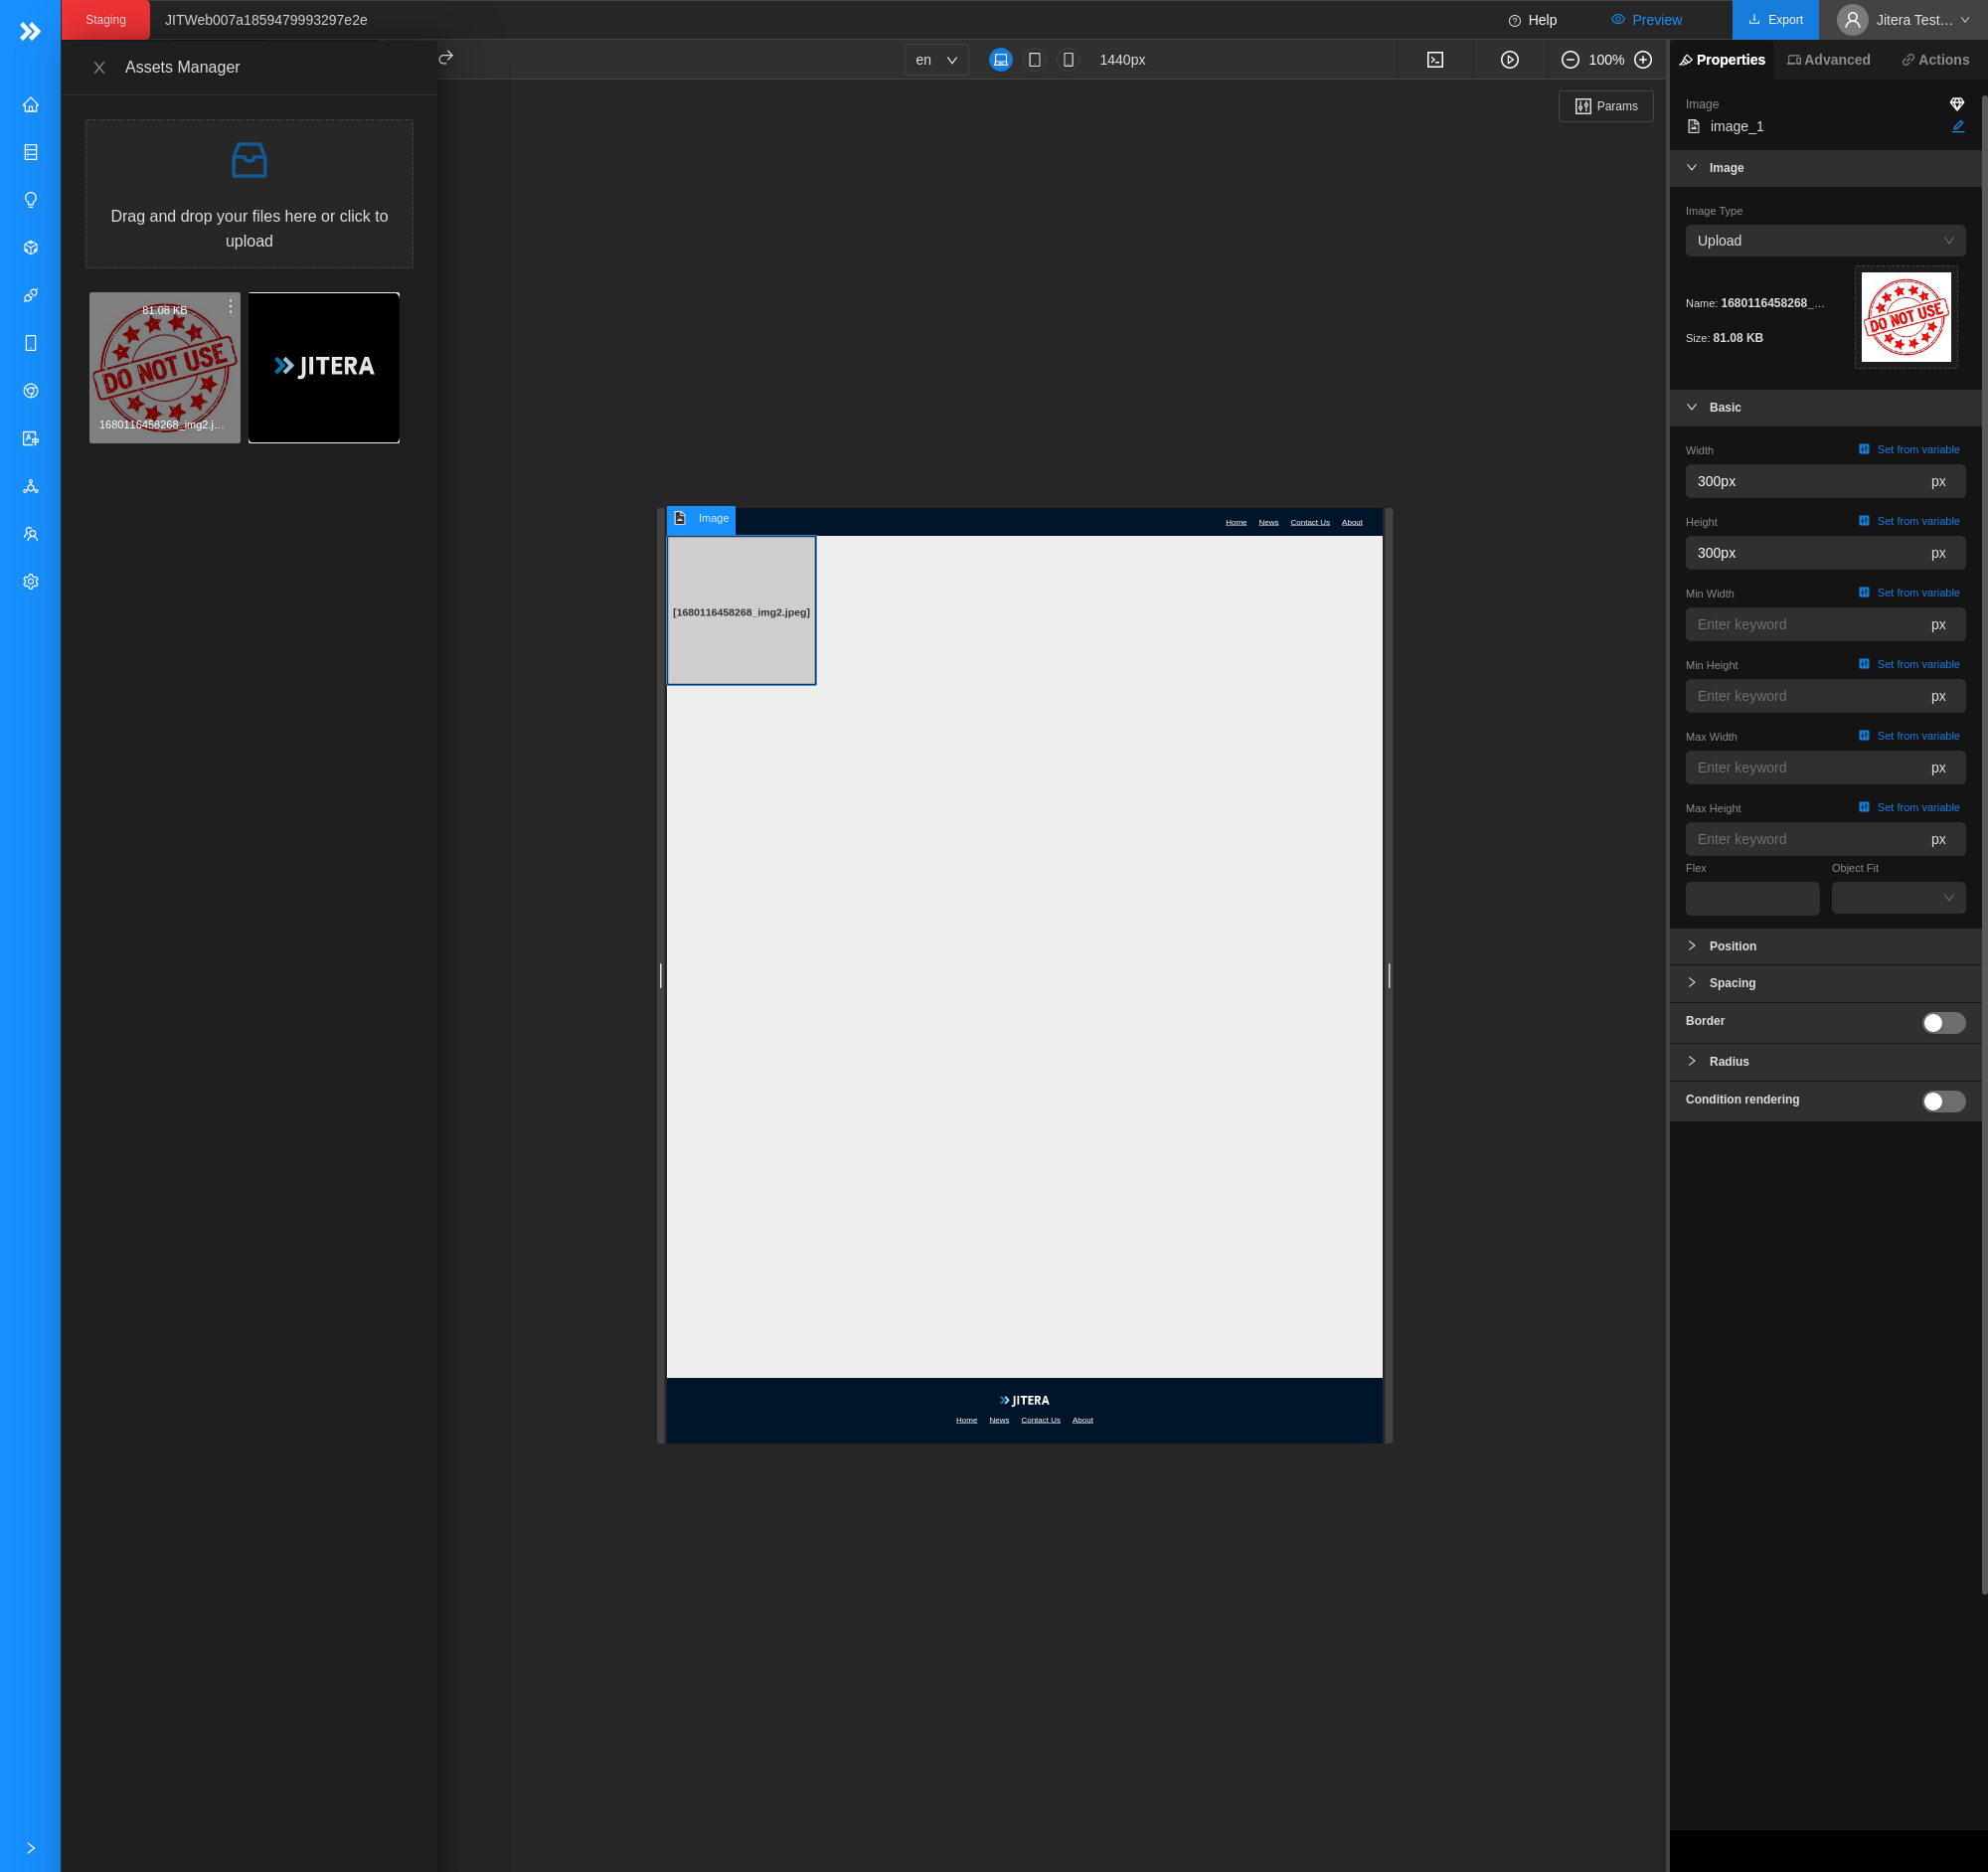 Staging
JITWeb007a1859479993297e2e
Help
Preview
Export
Jitera Test...
Assets Manager
en
1440px
100%
Properties
Advanced
Actions
Params
Drag and drop your files here or click to
upload
81.08 KB
DO NOT USE
1680116458268_img2.j...
JITERA
Image
Home
News
Contact Us
About
[1680116458268_img2.jpeg]
JITERA
Home
News
Contact Us
About
Image
image_1
Image
Image Type
Upload
Name: 1680116458268_...
Size: 81.08 KB
DO NOT USE
Basic
Width
Set from variable
300px
px
Height
Set from variable
300px
px
Min Width
Set from variable
Enter keyword
px
Min Height
Set from variable
Enter keyword
px
Max Width
Set from variable
Enter keyword
px
Max Height
Set from variable
Enter keyword
px
Flex
Object Fit
Position
Spacing
Border
Radius
Condition rendering